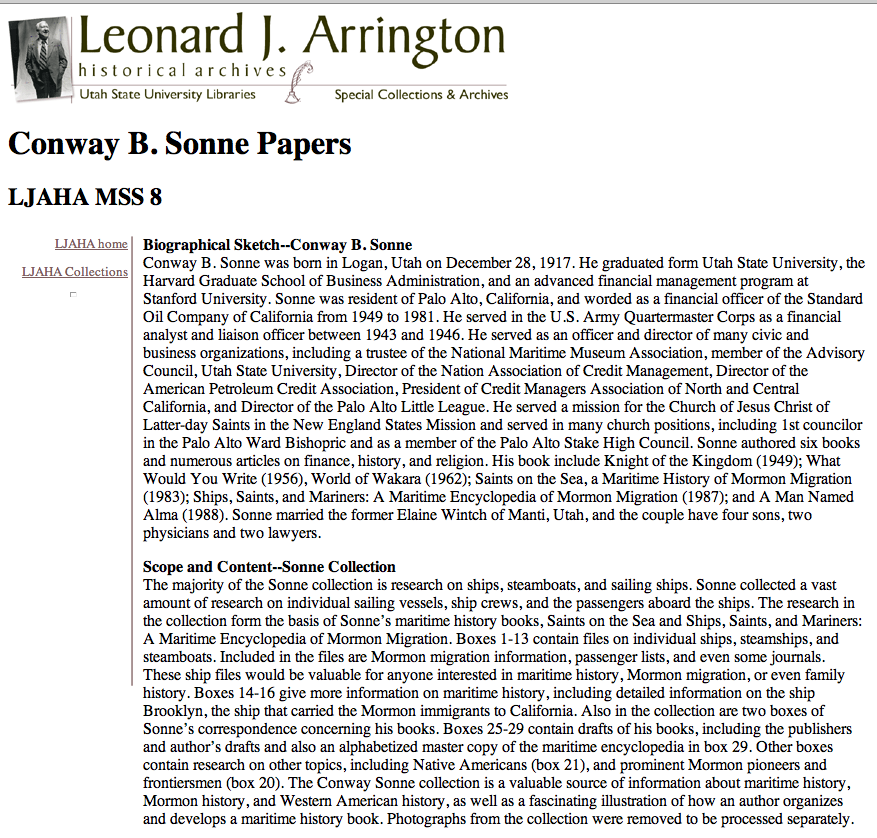 Leonard J. Arrington
historical archives
Utah State University Libraries Special Collections & Archives
Conway B. Sonne Papers
LJAHA MSS 8
LJAHA home
LJAHA Collections
Biographical Sketch--Conway B. Sonne
Conway B. Sonne was born in Logan, Utah on December 28, 1917. He graduated form Utah State University, the
Harvard Graduate School of Business Administration, and an advanced financial management program at
Stanford University. Sonne was resident of Palo Alto, California, and worded as a financial officer of the Standard
Oil Company of California from 1949 to 1981. He served in the U.S. Army Quartermaster Corps as a financial
analyst and liaison officer between 1943 and 1946. He served as an officer and director of many civic and
business organizations, including a trustee of the National Maritime Museum Association, member of the Advisory
Council, Utah State University, Director of the Nation Association of Credit Management, Director of the
American Petroleum Credit Association, President of Credit Managers Association of North and Central
California, and Director of the Palo Alto Little League. He served a mission for the Church of Jesus Christ of
Latter-day Saints in the New England States Mission and served in many church positions, including 1st councilor
in the Palo Alto Ward Bishopric and as a member of the Palo Alto Stake High Council. Sonne authored six books
and numerous articles on finance, history, and religion. His book include Knight of the Kingdom (1949); What
Would You Write (1956), World of Wakara (1962); Saints on the Sea, a Maritime History of Mormon Migration
(1983); Ships, Saints, and Mariners: A Maritime Encyclopedia of Mormon Migration (1987); and A Man Named
Alma (1988). Sonne married the former Elaine Wintch of Manti, Utah, and the couple have four sons, two
physicians and two lawyers.
Scope and Content--Sonne Collection
The majority of the Sonne collection is research on ships, steamboats, and sailing ships. Sonne collected a vast
amount of research on individual sailing vessels, ship crews, and the passengers aboard the ships. The research in
the collection form the basis of Sonne’s maritime history books, Saints on the Sea and Ships, Saints, and Mariners:
A Maritime Encyclopedia of Mormon Migration. Boxes 1-13 contain files on individual ships, steamships, and
steamboats. Included in the files are Mormon migration information, passenger lists, and even some journals.
These ship files would be valuable for anyone interested in maritime history, Mormon migration, or even family
history. Boxes 14-16 give more information on maritime history, including detailed information on the ship
Brooklyn, the ship that carried the Mormon immigrants to California. Also in the collection are two boxes of
Sonne’s correspondence concerning his books. Boxes 25-29 contain drafts of his books, including the publishers
and author’s drafts and also an alphabetized master copy of the maritime encyclopedia in box 29. Other boxes
contain research on other topics, including Native Americans (box 21), and prominent Mormon pioneers and
frontiersmen (box 20). The Conway Sonne collection is a valuable source of information about maritime history,
Mormon history, and Western American history, as well as a fascinating illustration of how an author organizes
and develops a maritime history book. Photographs from the collection were removed to be processed separately.